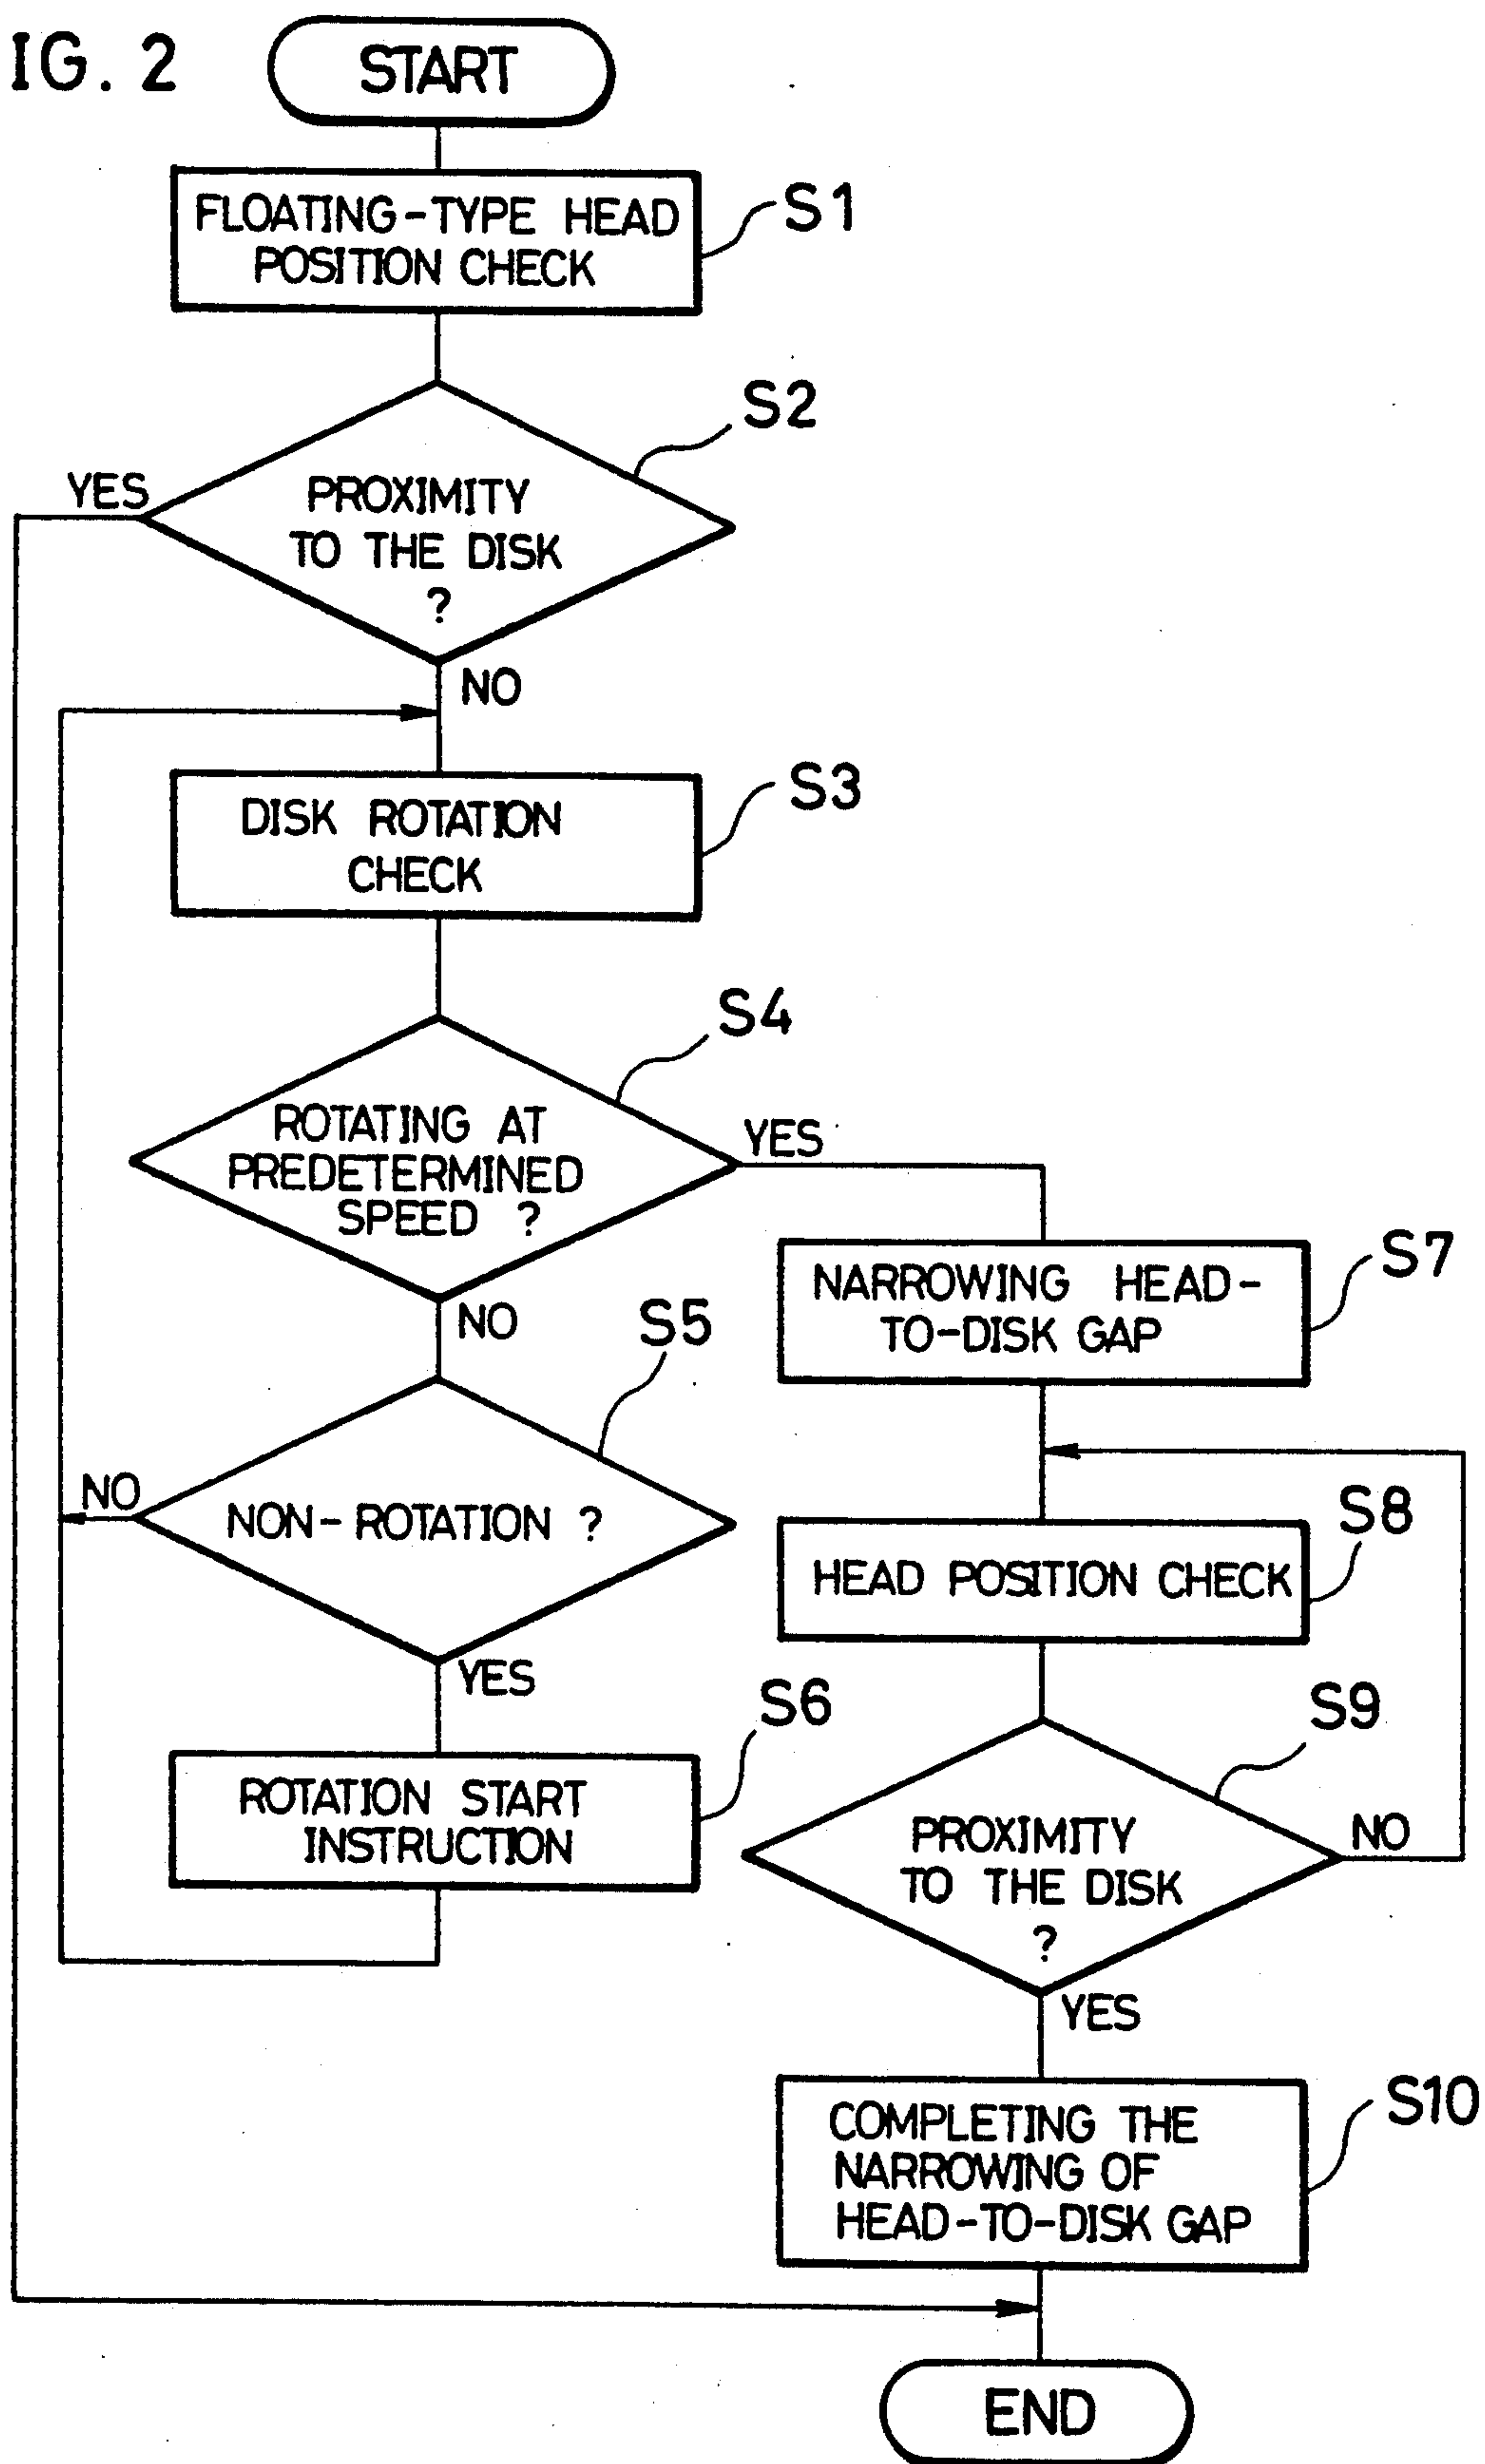 IG. 2
START
FLOATING-TYPE HEAD
POSITION CHECK
S1
S2
YES
PROXIMITY
TO THE DISK
?
NO
DISK ROTATION
CHECK
S3
S4
ROTATING AT
PREDETERMINED
SPEED ?
YES
NO
S5
NON-ROTATION ?
NO
YES
ROTATION START
INSTRUCTION
S6
NARROWING HEAD-
TO-DISK GAP
S7
HEAD POSITION CHECK
S8
S9
PROXIMITY
TO THE DISK
?
NO
YES
COMPLETING THE
NARROWING OF
HEAD-TO-DISK GAP
S10
END